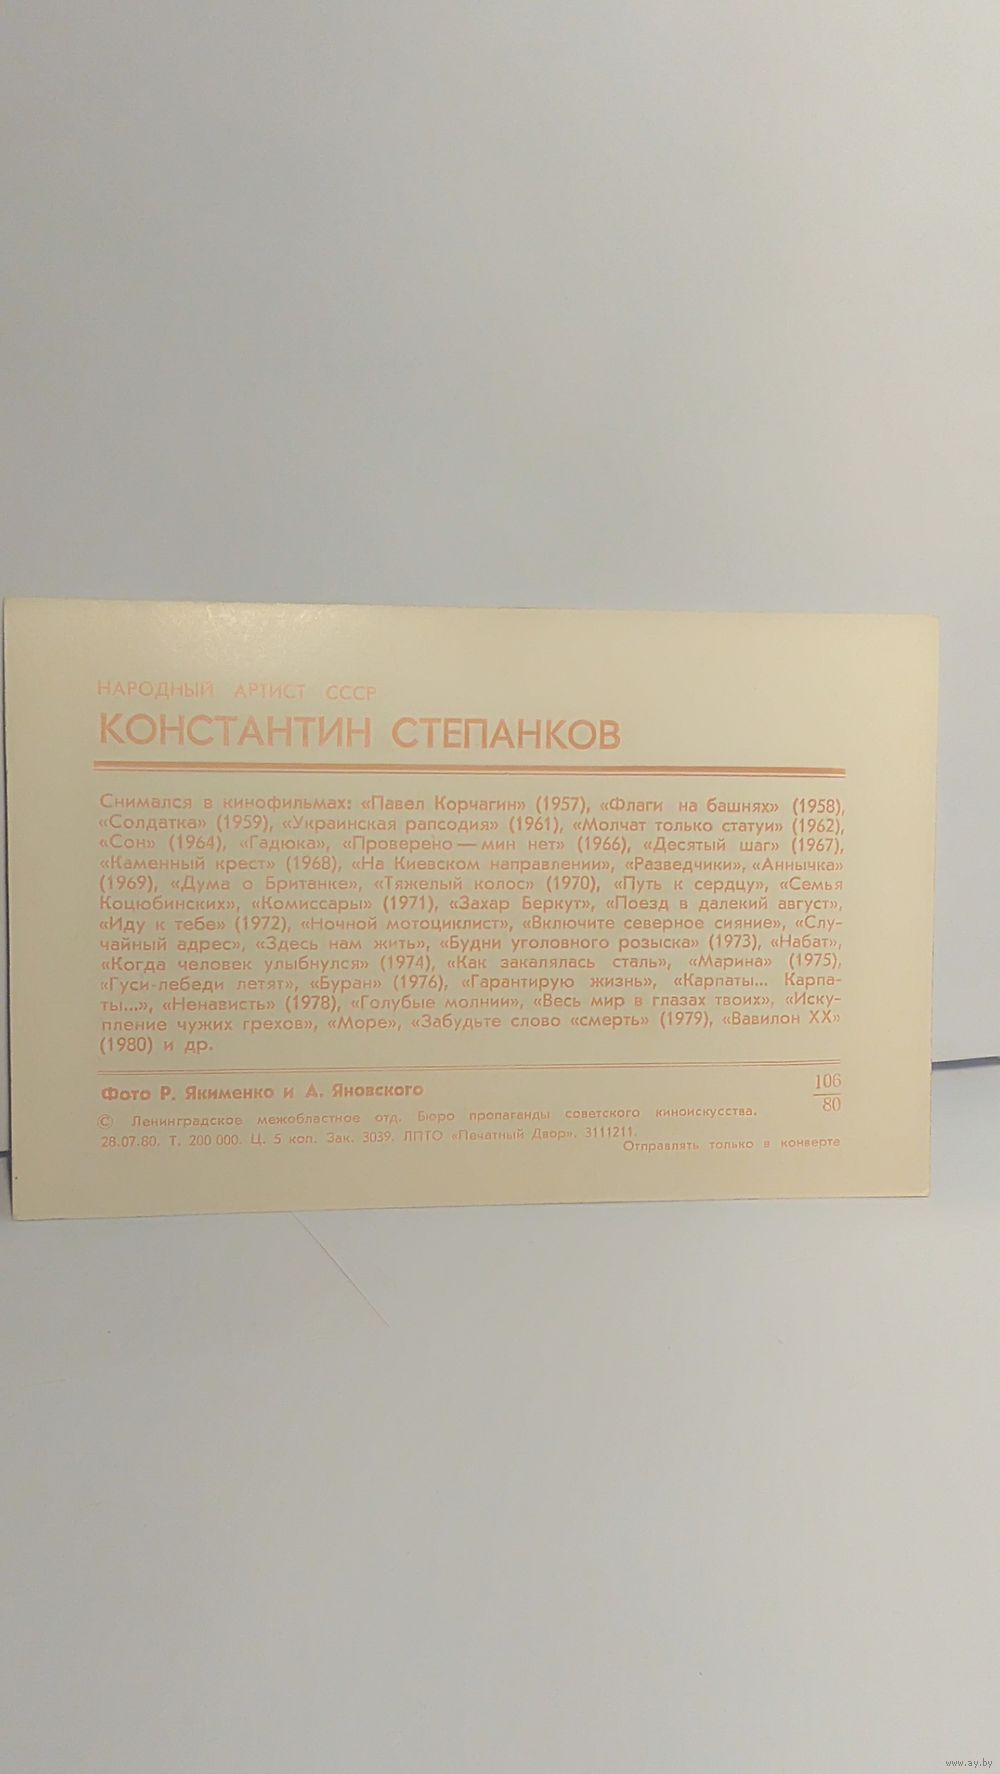 НАРОДНЫЙ АРТИСТ СССР
КОНСТАНТИН СТЕПАНКОВ
Снимался в кинофильмах: «Павел Корчагин» (1957), «Флаги на башнях» (1958),
«Солдатка» (1959), «Украинская рапсодия» (1961), «Молчат только статуи» (1962),
«Сон» (1964), «Гадюка», «Проверено — мин нет» (1966), «Десятый шаг» (1967),
«Каменный крест» (1968), «На Киевском направлении», «Разведчики», «Аннычка»
(1969), «Дума о Британке», «Тяжелый колос» (1970), «Путь к сердцу», «Семья
Коцюбинских», «Комиссары» (1971), «Захар Беркут», «Поезд в далекий август»,
«Иду к тебе» (1972), «Ночной мотоциклист», «Включите северное сияние», «Слу-
чайный адрес», «Здесь нам жить», «Будни уголовного розыска» (1973), «Набат»,
«Когда человек улыбнулся» (1974), «Как закалялась сталь», «Марина» (1975),
«Гуси-лебеди летят», «Буран» (1976), «Гарантирую жизнь», «Карпаты... Карпа-
ты...», «Ненависть» (1978), «Голубые молнии», «Весь мир в глазах твоих», «Иску-
пление чужих грехов», «Море», «Забудьте слово «смерть» (1979), «Вавилон XX»
(1980) и др.
Фото Р. Якименко и А. Яновского
106
80
© Ленинградское межобластное отд. Бюро пропаганды советского киноискусства.
28.07.80. Т. 200 000. Ц. 5 коп. Зак. 3039. ЛПТО «Печатный Двор». 3111211.
Отправлять только в конверте
www.ay.by